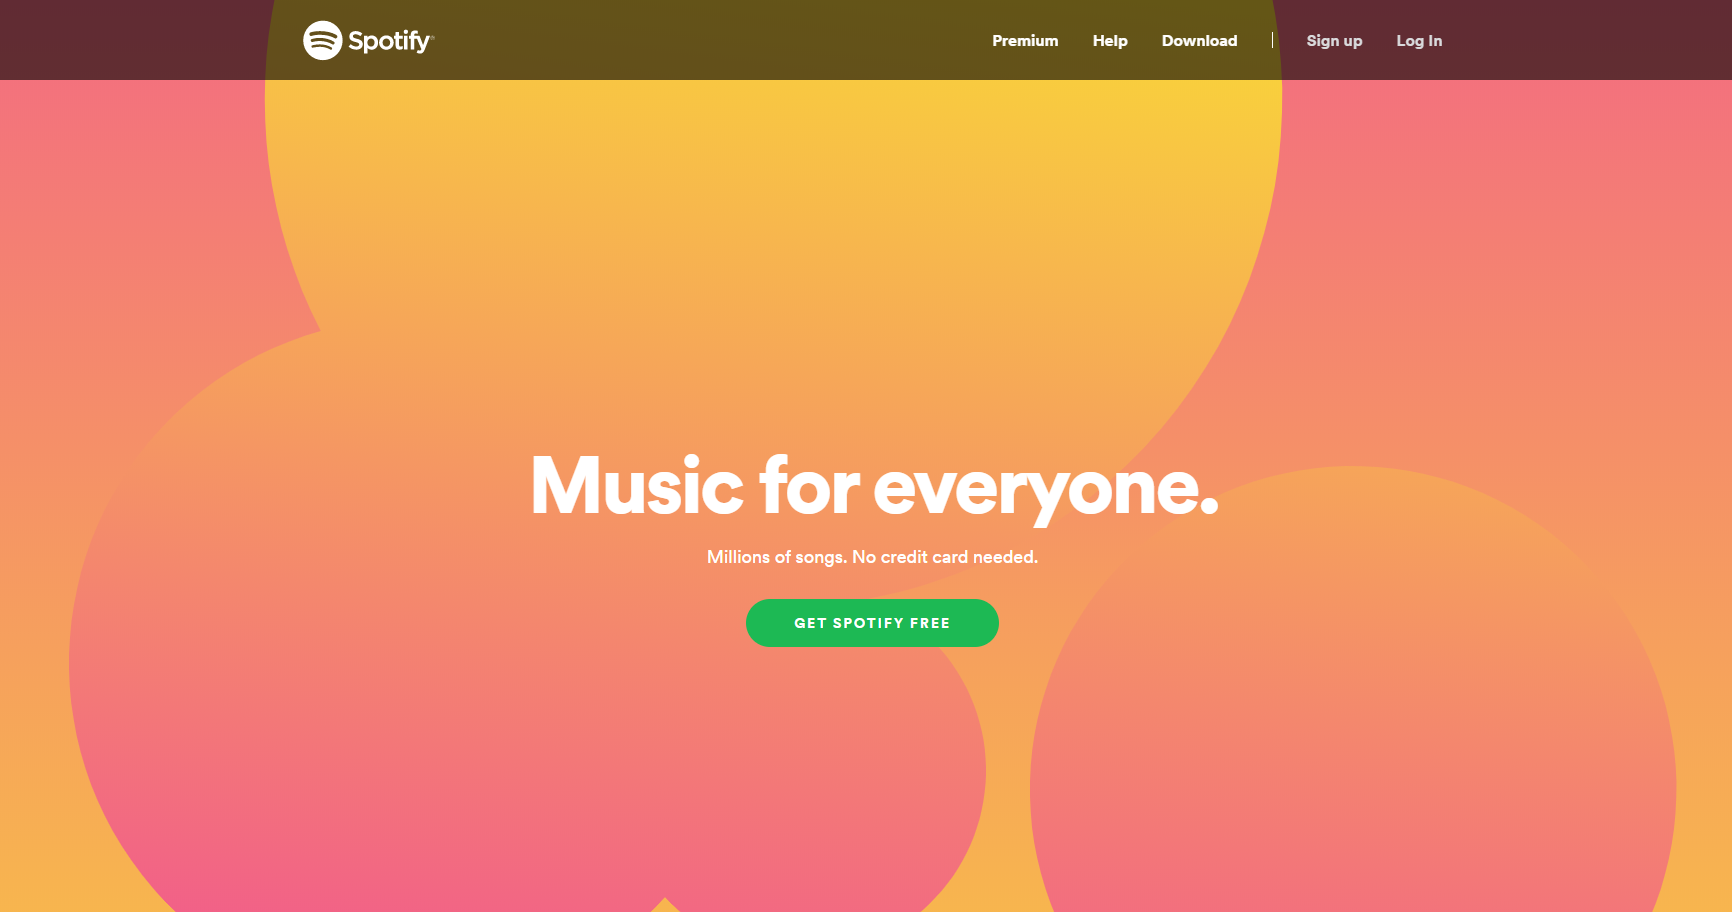 Spotify®
Premium Help Download | Sign up Log In
Music for everyone.
Millions of songs. No credit card needed.
GET SPOTIFY FREE